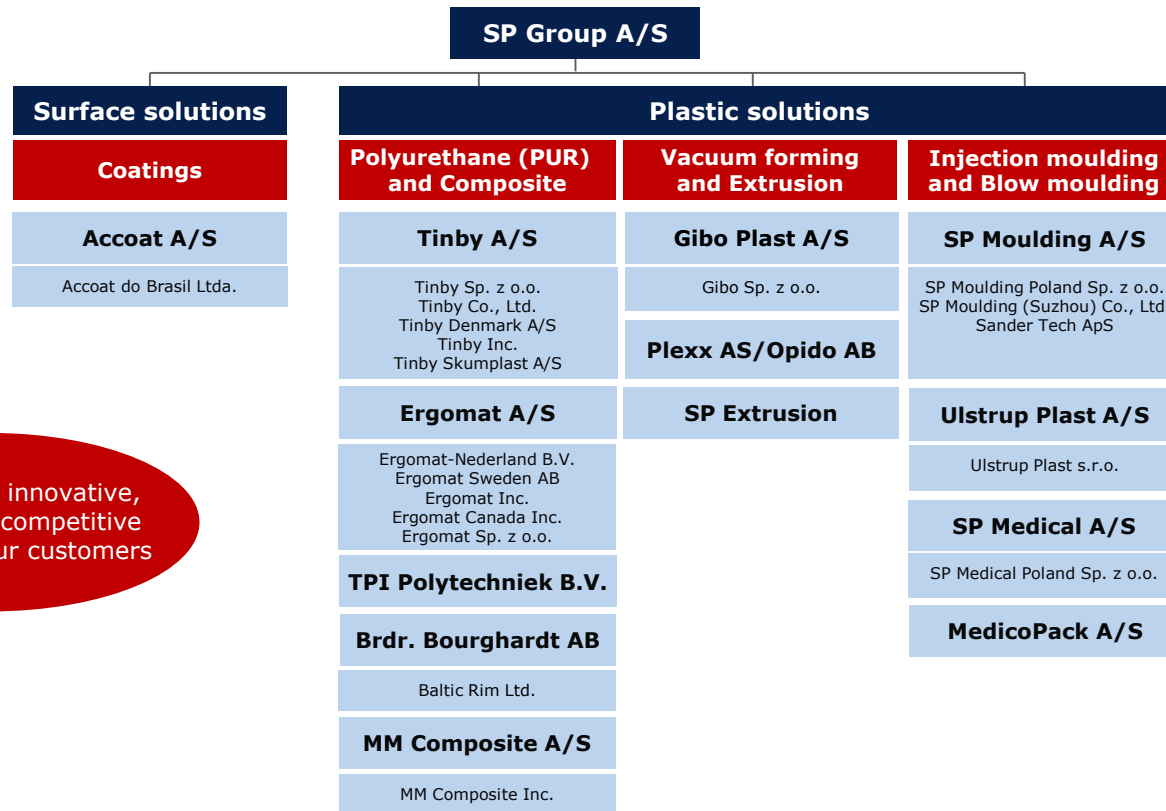 SP Group A/S
Surface solutions
Coatings
Accoat A/S
Accoat do Brasil Ltda.
innovative,
competitive
ur customers
Plastic solutions
Polyurethane (PUR)
and Composite
Tinby A/S
Tinby Sp. z o.o.
Tinby Co., Ltd.
Tinby Denmark A/S
Tinby Inc.
Tinby Skumplast A/S
Ergomat A/S
Ergomat-Nederland B.V.
Ergomat Sweden AB
Ergomat Inc.
Ergomat Canada Inc.
Ergomat Sp. z o.o.
TPI Polytechniek B.V.
Brdr. Bourghardt AB
Baltic Rim Ltd.
MM Composite A/S
MM Composite Inc.
Vacuum forming
and Extrusion
Gibo Plast A/S
Gibo Sp. z o.o.
Plexx AS/Opido AB
SP Extrusion
Injection moulding
and Blow moulding
SP Moulding A/S
SP Moulding Poland Sp. z o.o.
SP Moulding (Suzhou) Co., Ltd
Sander Tech ApS
Ulstrup Plast A/S
Ulstrup Plast s.r.o.
SP Medical A/S
SP Medical Poland Sp. z o.o.
MedicoPack A/S